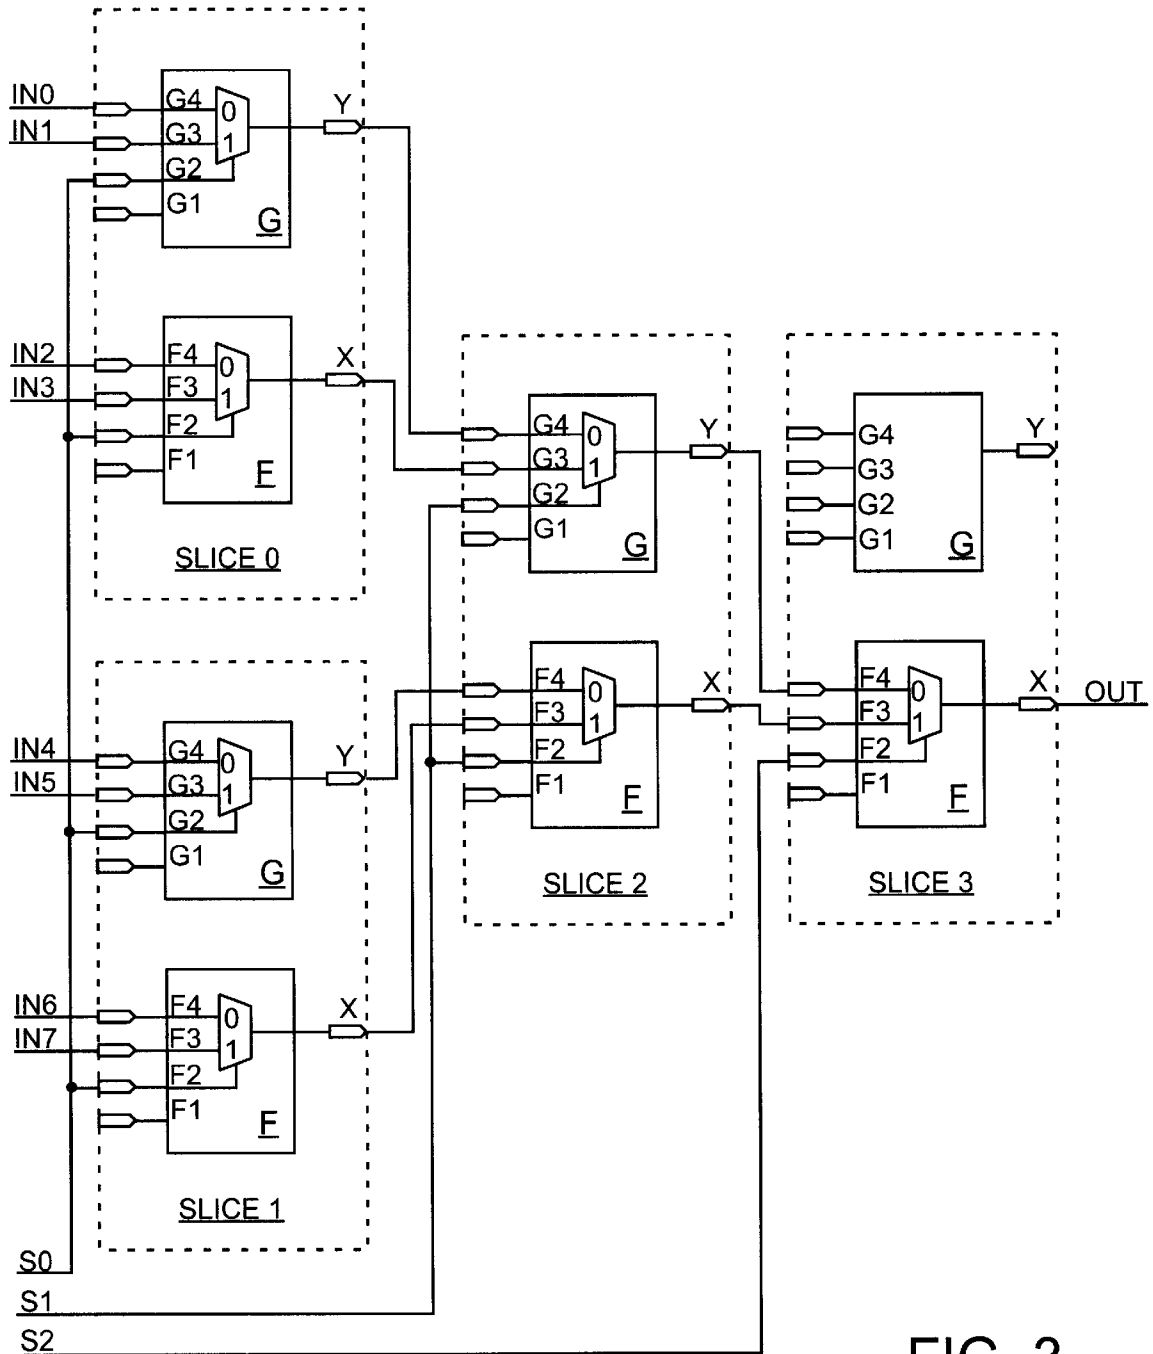 IN0
IN1
G4
G3
G2
G1
0
1
G
Y
IN2
IN3
F4
F3
F2
F1
0
1
F
X
SLICE 0
IN4
IN5
G4
G3
G2
G1
0
1
G
Y
IN6
IN7
F4
F3
F2
F1
0
1
F
X
SLICE 1
G4
G3
G2
G1
0
1
G
Y
F4
F3
F2
F1
0
1
F
X
SLICE 2
G4
G3
G2
G1
G
Y
F4
F3
F2
F1
0
1
F
X
OUT
SLICE 3
S0
S1
S2